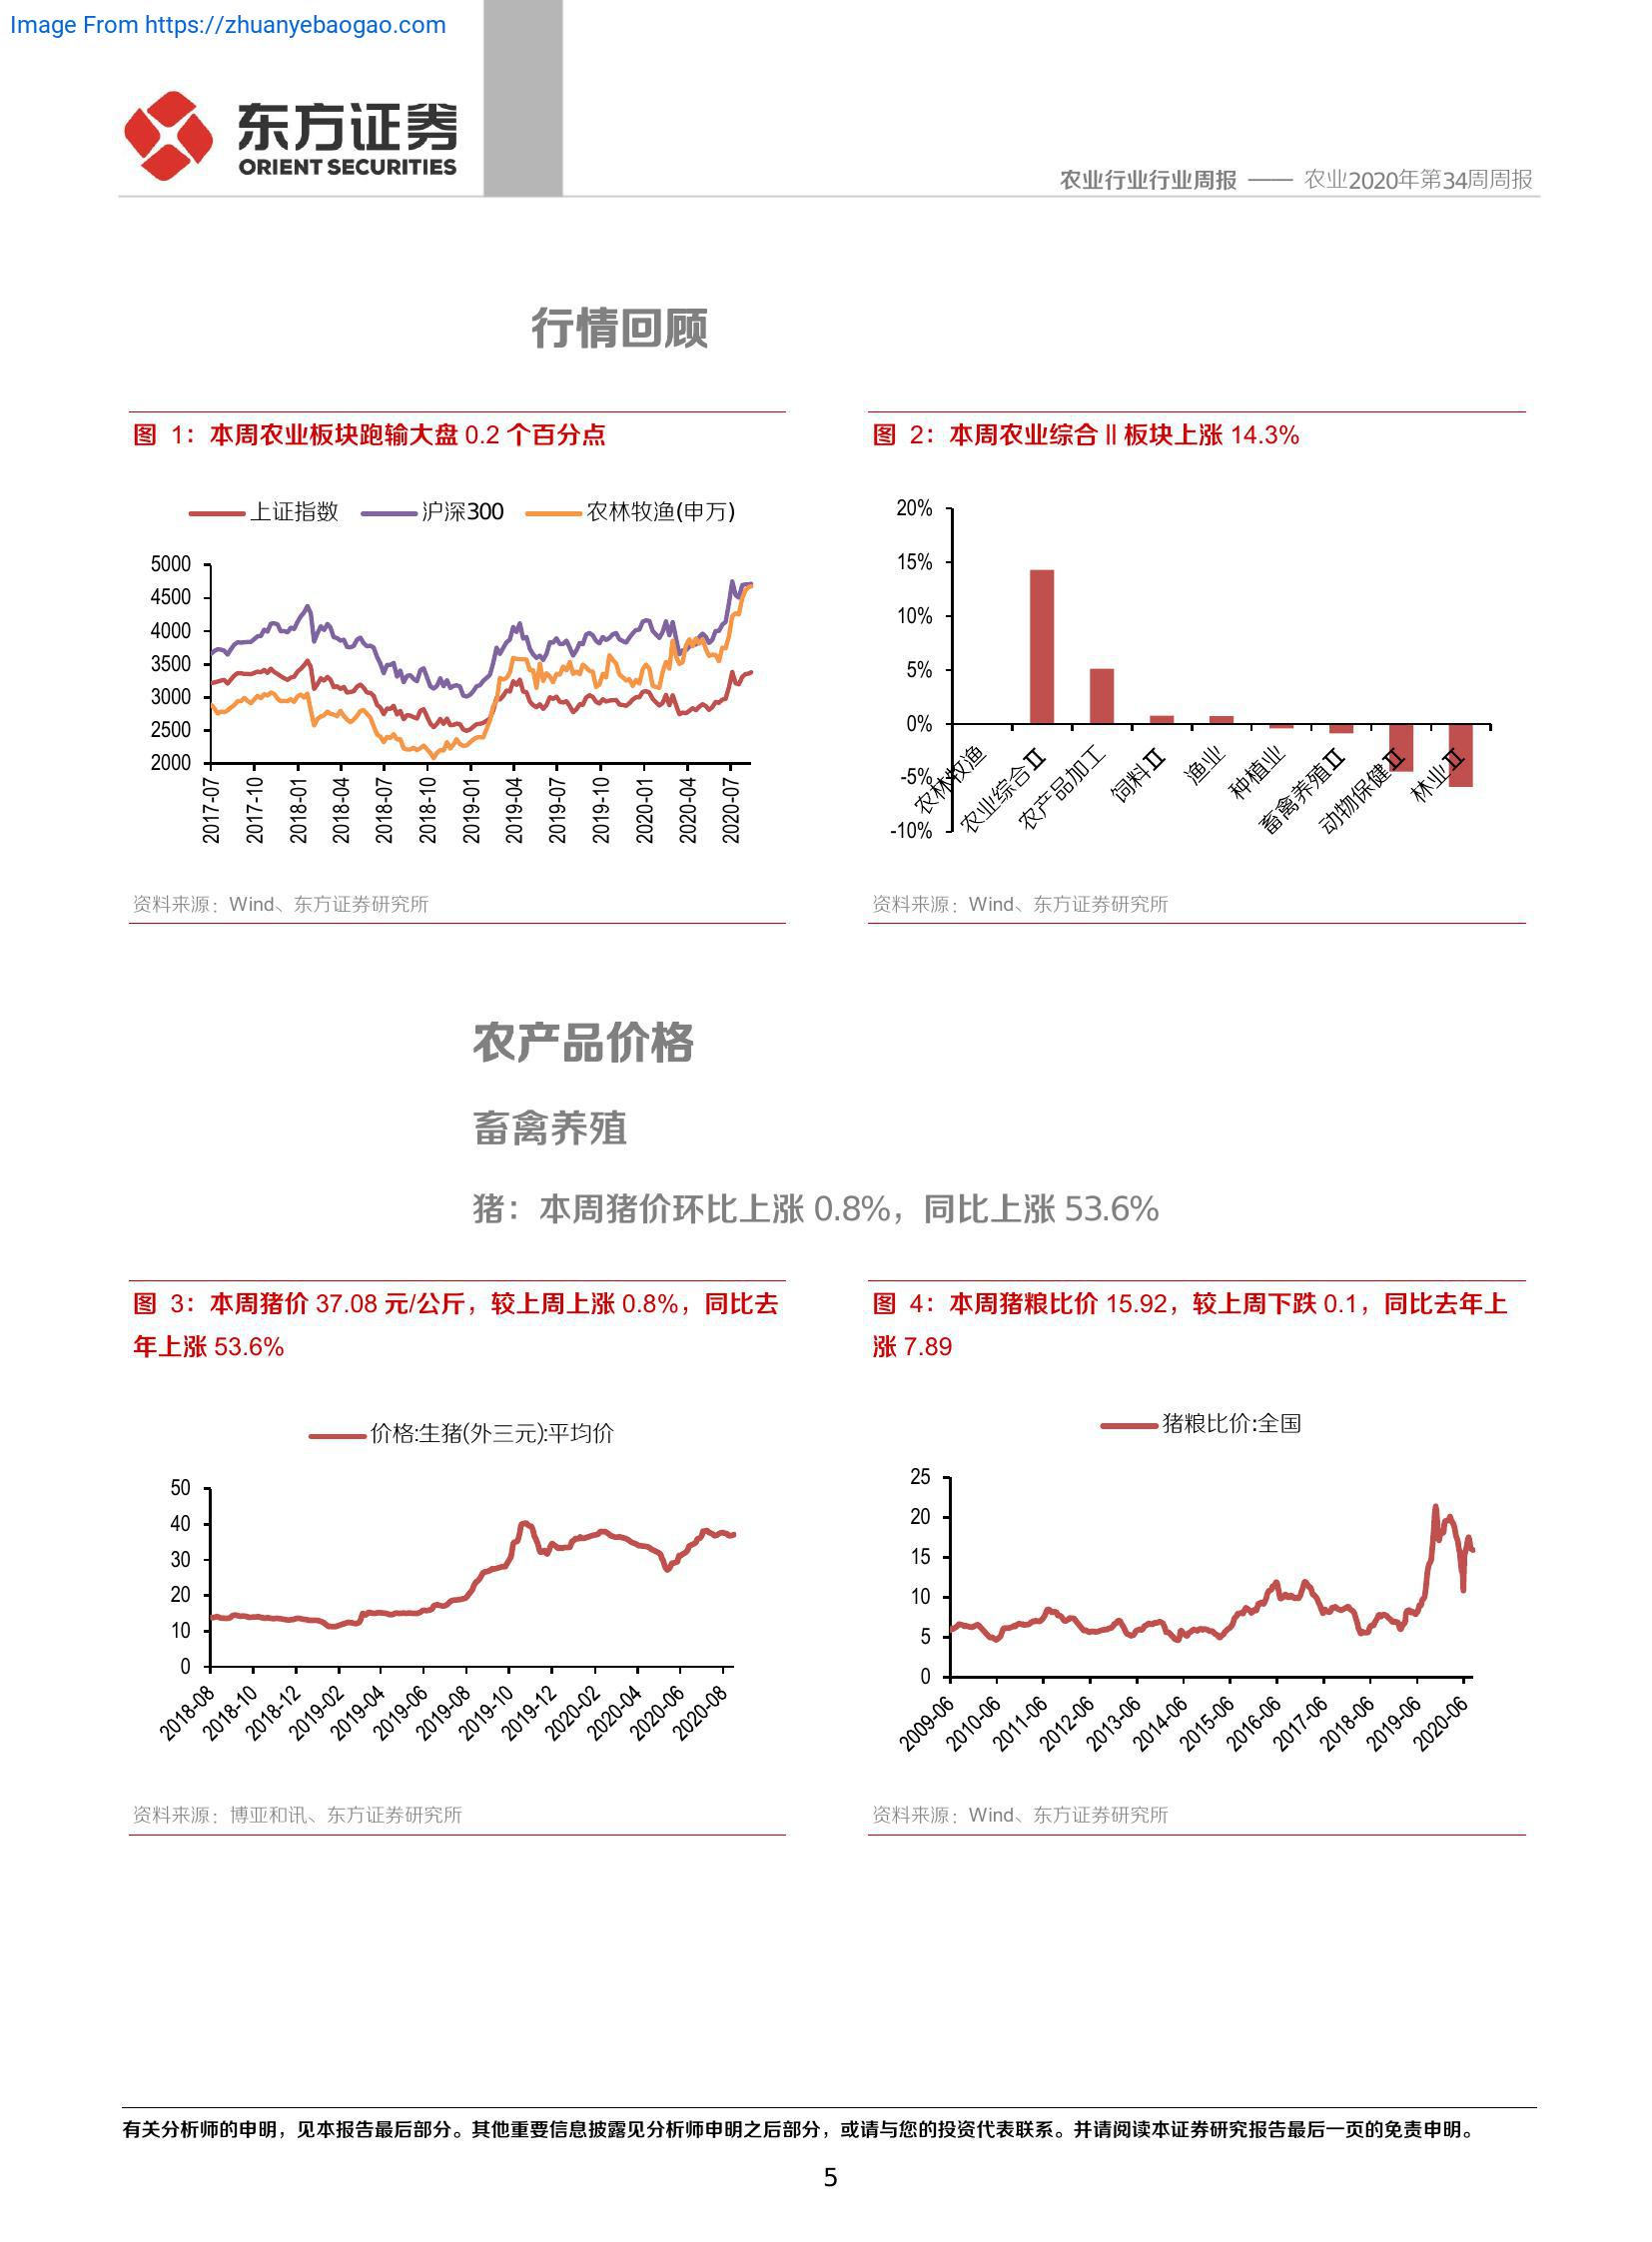 Image From https://zhuanyebaogao.com
东方证券
ORIENT SECURITIES
农业行业行业周报 —— 农业2020年第34周周报
行情回顾
图 1：本周农业板块跑输大盘 0.2 个百分点
上证指数 沪深300 农林牧渔(申万)
5000
4500
4000
3500
3000
2500
2000
2017-07 2017-10 2018-01 2018-04 2018-07 2018-10 2019-01 2019-04 2019-07 2019-10 2020-01 2020-04 2020-07
资料来源：Wind、东方证券研究所
图 2：本周农业综合Ⅱ板块上涨 14.3%
20%
15%
10%
5%
0%
-5%
-10%
农林牧渔 农业综合Ⅱ 农产品加工 饲料Ⅱ 渔业 种植业 畜禽养殖Ⅱ 动物保健Ⅱ 林业Ⅱ
资料来源：Wind、东方证券研究所
农产品价格
畜禽养殖
猪：本周猪价环比上涨 0.8%，同比上涨 53.6%
图 3：本周猪价 37.08 元/公斤，较上周上涨 0.8%，同比去
年上涨 53.6%
价格:生猪(外三元):平均价
50
40
30
20
10
0
2018-08 2018-10 2018-12 2019-02 2019-04 2019-06 2019-08 2019-10 2019-12 2020-02 2020-04 2020-06 2020-08
资料来源：博亚和讯、东方证券研究所
图 4：本周猪粮比价 15.92，较上周下跌 0.1，同比去年上
涨 7.89
猪粮比价:全国
25
20
15
10
5
0
2009-06 2010-06 2011-06 2012-06 2013-06 2014-06 2015-06 2016-06 2017-06 2018-06 2019-06 2020-06
资料来源：Wind、东方证券研究所
有关分析师的申明，见本报告最后部分。其他重要信息披露见分析师申明之后部分，或请与您的投资代表联系。并请阅读本证券研究报告最后一页的免责申明。
5